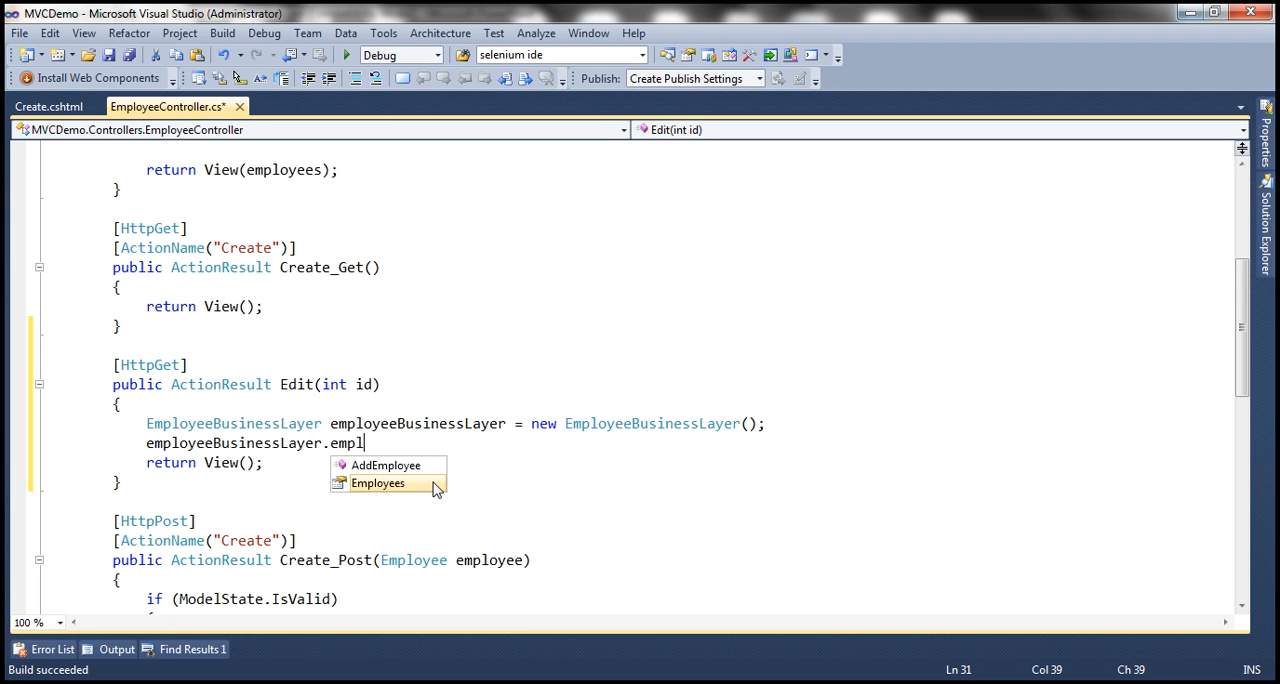 MVCDemo - Microsoft Visual Studio (Administrator)
File Edit View Refactor Project Build Debug Team Data Tools Architecture Test Analyze Window Help
Debug selenium ide
Install Web Components Publish: Create Publish Settings
Create.cshtml EmployeeController.cs*
MVCDemo.Controllers.EmployeeController Edit(int id)
return View(employees);
}
[HttpGet]
[ActionName("Create")]
public ActionResult Create_Get()
{
return View();
}
[HttpGet]
public ActionResult Edit(int id)
{
EmployeeBusinessLayer employeeBusinessLayer = new EmployeeBusinessLayer();
employeeBusinessLayer.empl
return View();
AddEmployee
Employees
}
[HttpPost]
[ActionName("Create")]
public ActionResult Create_Post(Employee employee)
{
if (ModelState.IsValid)
100 %
Error List Output Find Results 1
Build succeeded Ln 31 Col 39 Ch 39 INS
Properties
Solution Explorer